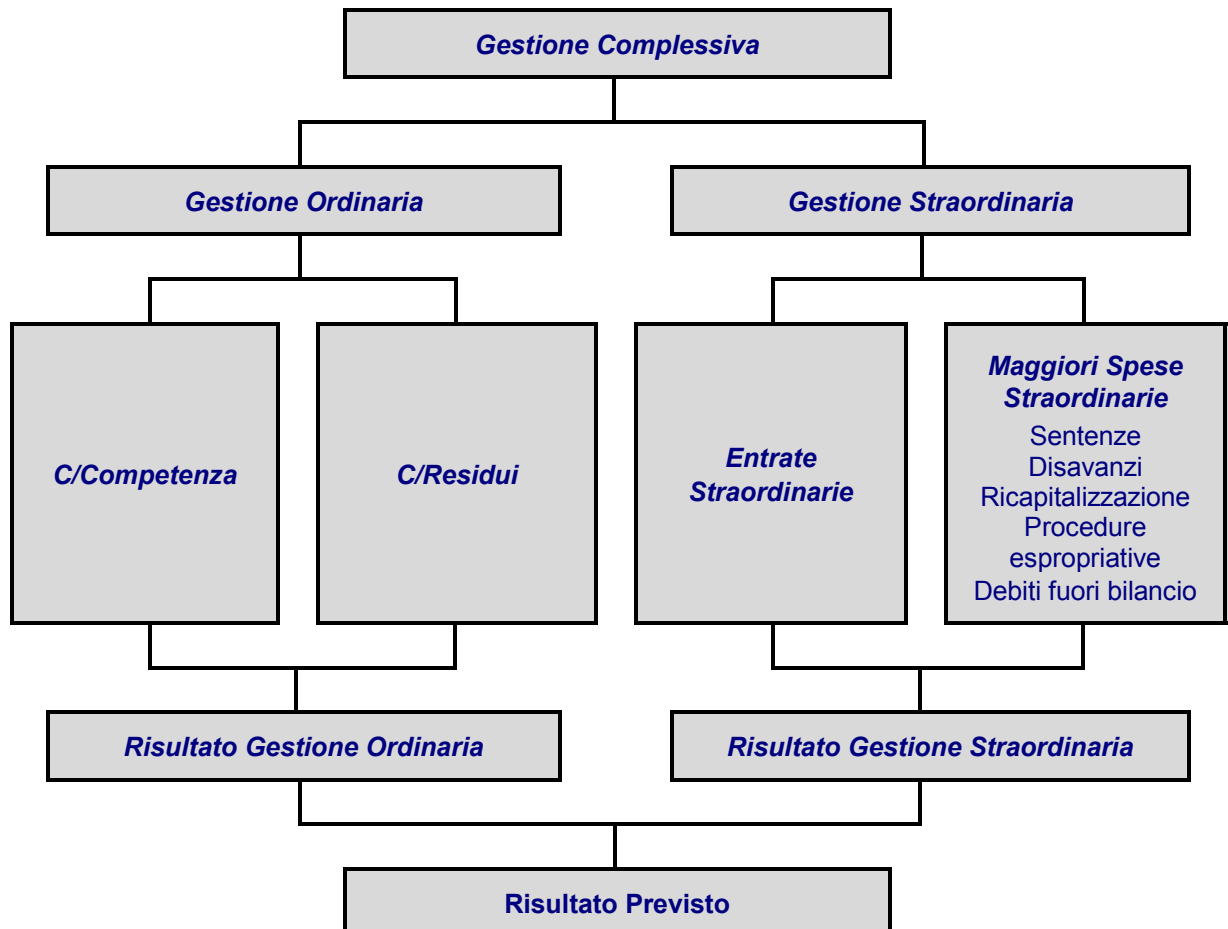 Gestione Complessiva
Gestione Ordinaria
Gestione Straordinaria
C/Competenza
C/Residui
Entrate
Straordinarie
Maggiori Spese
Straordinarie
Sentenze
Disavanzi
Ricapitalizzazione
Procedure
espropriative
Debiti fuori bilancio
Risultato Gestione Ordinaria
Risultato Gestione Straordinaria
Risultato Previsto